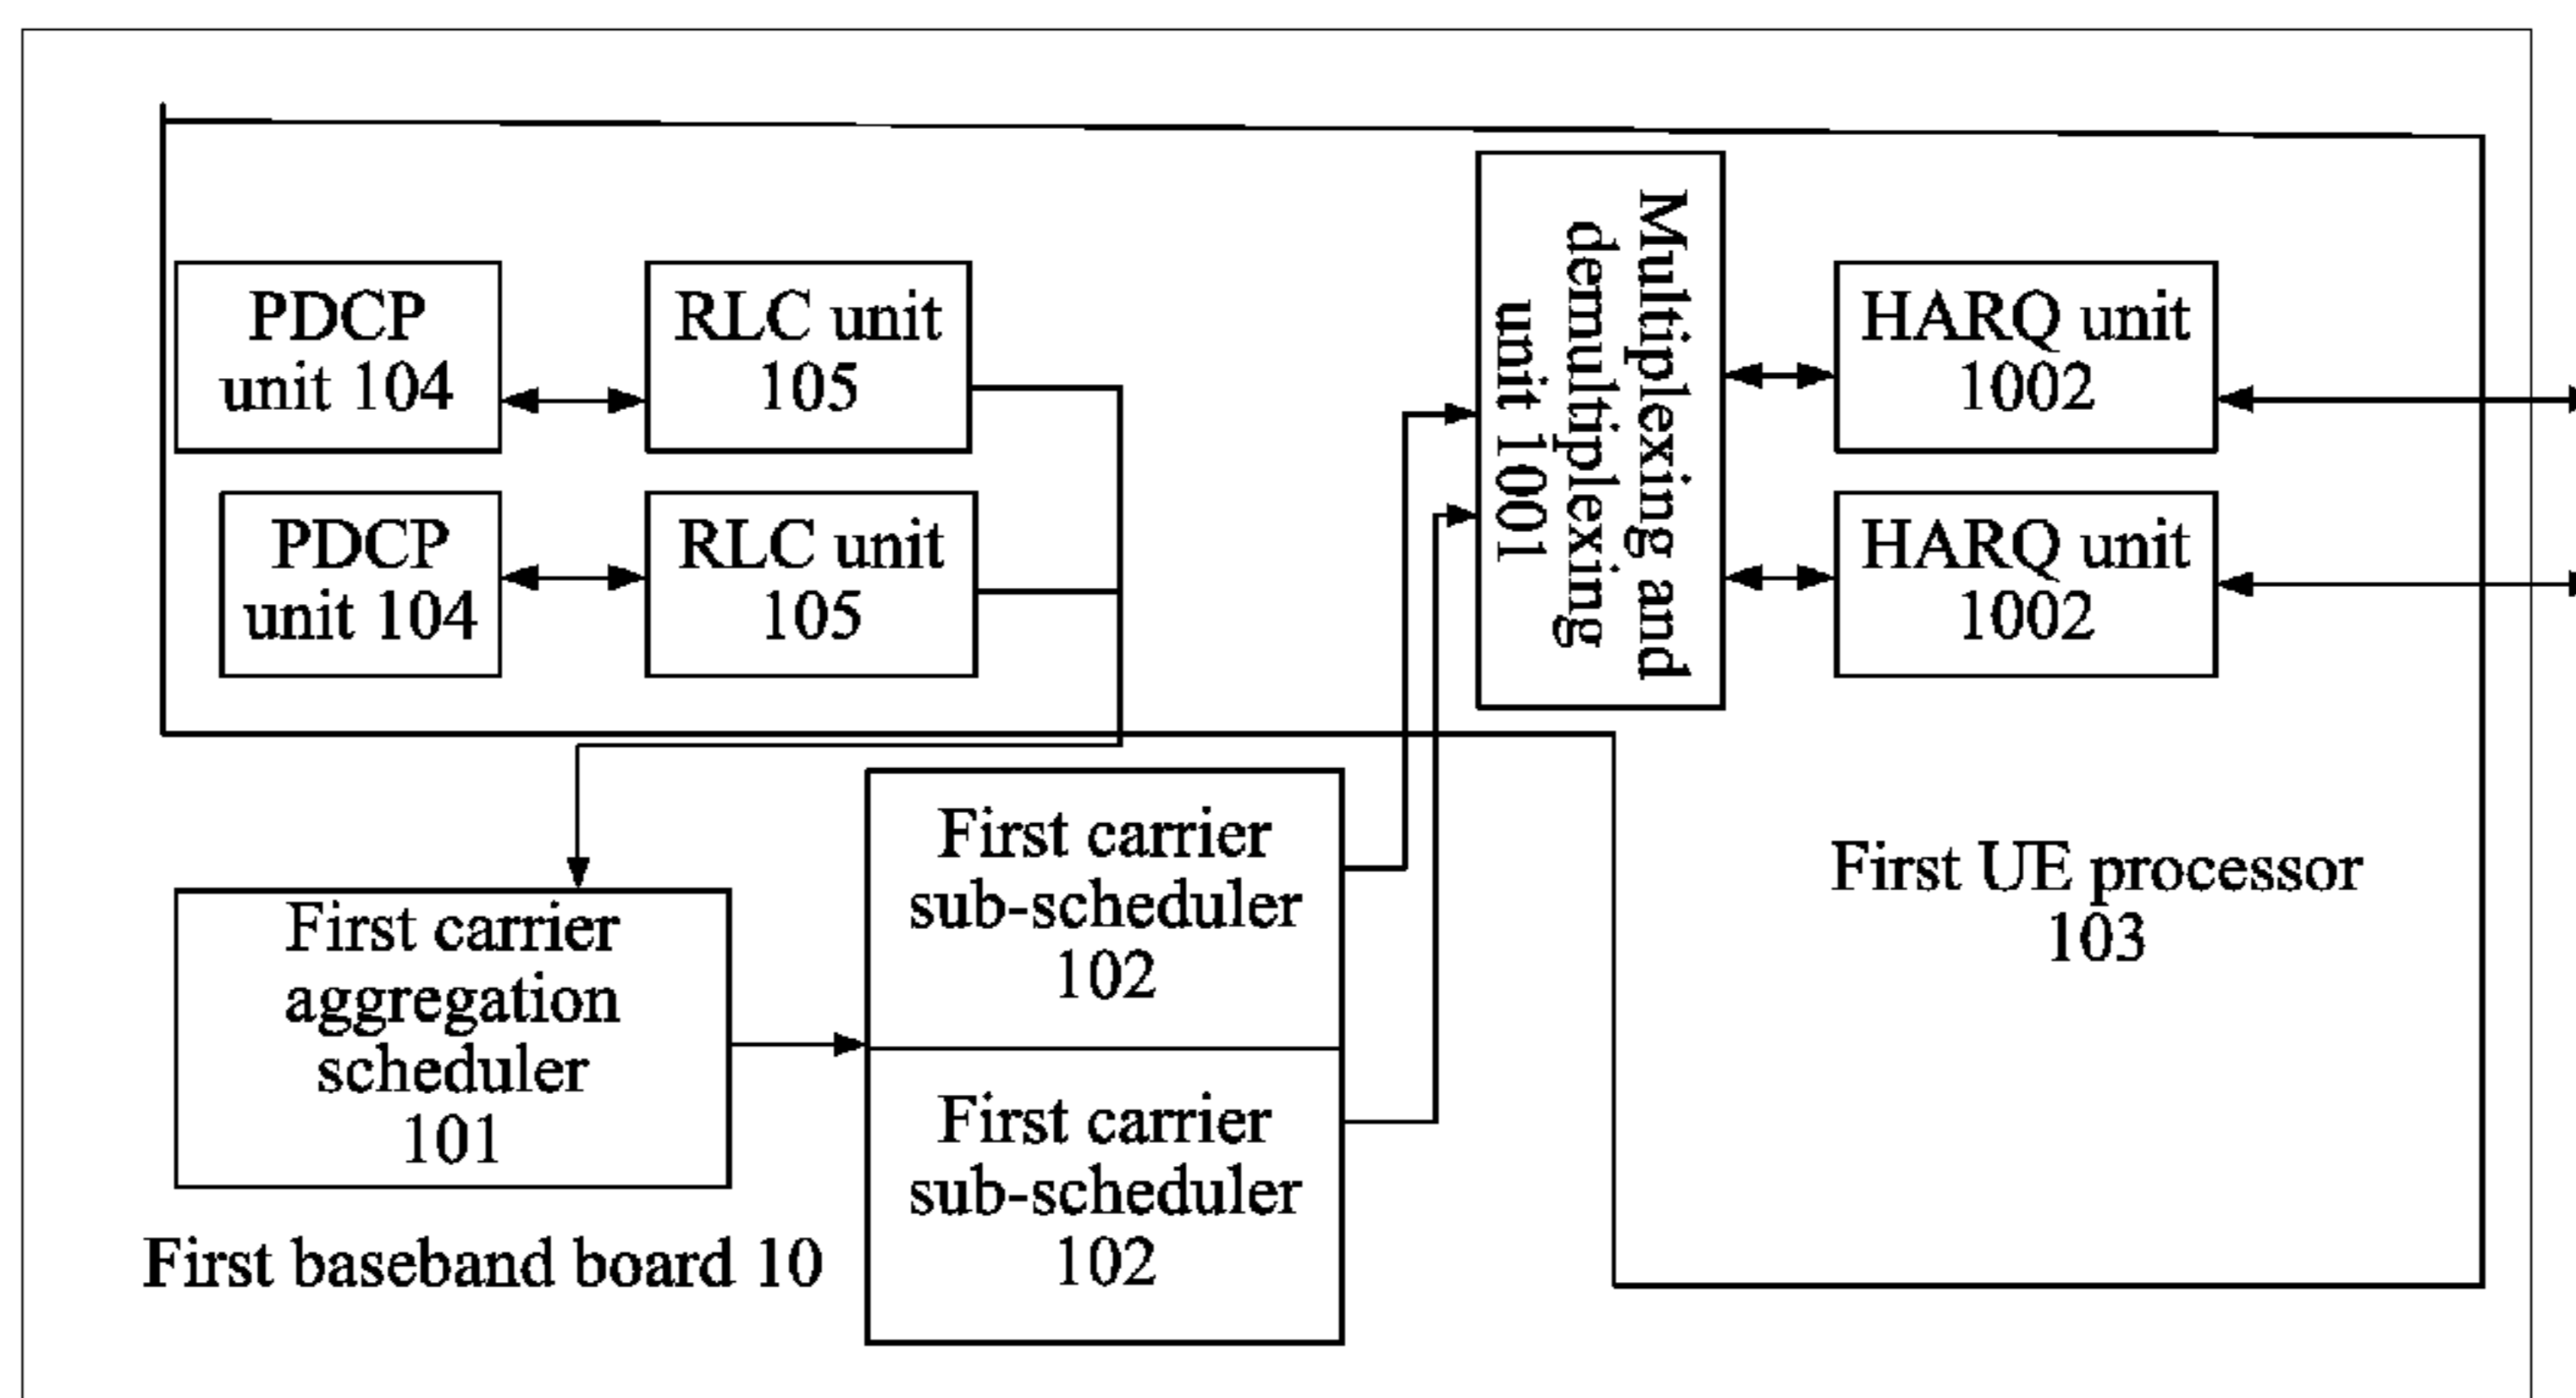 PDCP
unit 104
RLC unit
105
PDCP
unit 104
RLC unit
105
Multiplexing and
demultiplexing
unit 1001
HARQ unit
1002
HARQ unit
1002
First carrier
aggregation
scheduler
101
First carrier
sub-scheduler
102
First carrier
sub-scheduler
102
First UE processor
103
First baseband board 10